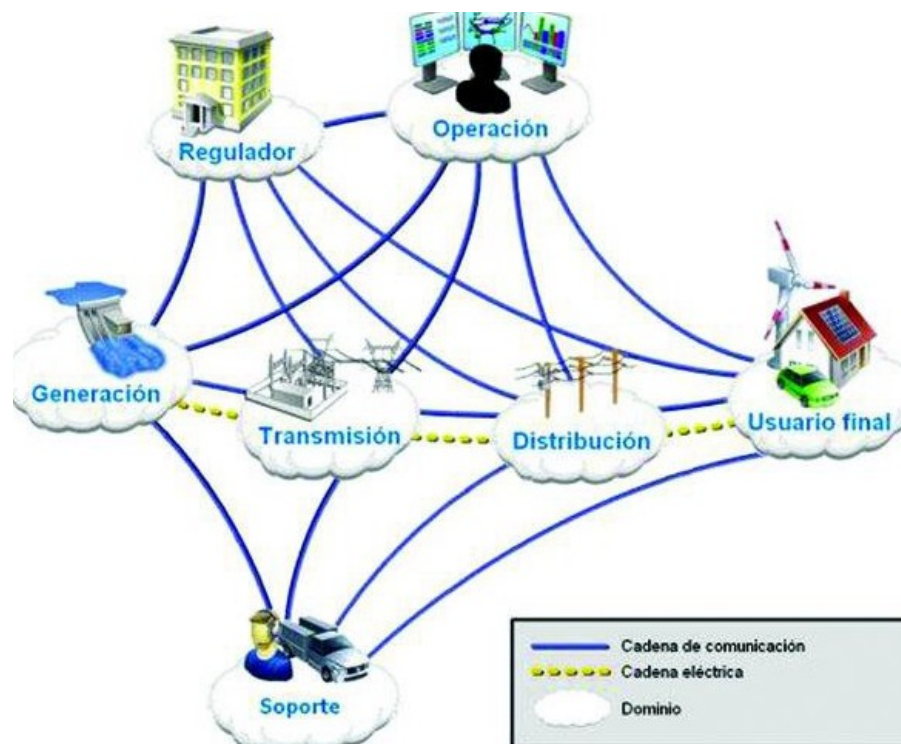 Regulador
Operación
Generación
Transmisión
Distribución
Usuario final
Soporte
Cadena de comunicación
Cadena eléctrica
Dominio